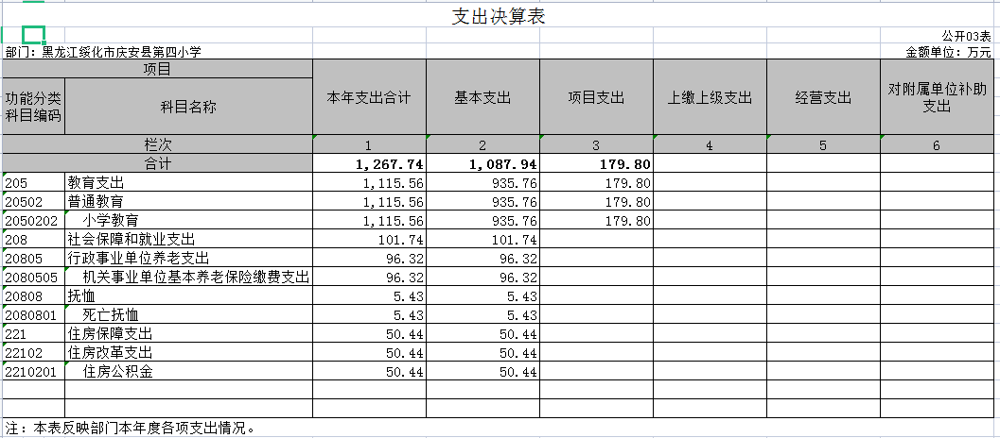 支出决算表
公开03表
部门：黑龙江绥化市庆安县第四小学 金额单位：万元
项目 本年支出合计 基本支出 项目支出 上缴上级支出 经营支出 对附属单位补助支出
功能分类科目编码 科目名称
栏次 1 2 3 4 5 6
合计 1,267.74 1,087.94 179.80
205 教育支出 1,115.56 935.76 179.80
20502 普通教育 1,115.56 935.76 179.80
2050202 小学教育 1,115.56 935.76 179.80
208 社会保障和就业支出 101.74 101.74
20805 行政事业单位养老支出 96.32 96.32
2080505 机关事业单位基本养老保险缴费支出 96.32 96.32
20808 抚恤 5.43 5.43
2080801 死亡抚恤 5.43 5.43
221 住房保障支出 50.44 50.44
22102 住房改革支出 50.44 50.44
2210201 住房公积金 50.44 50.44
注：本表反映部门本年度各项支出情况。